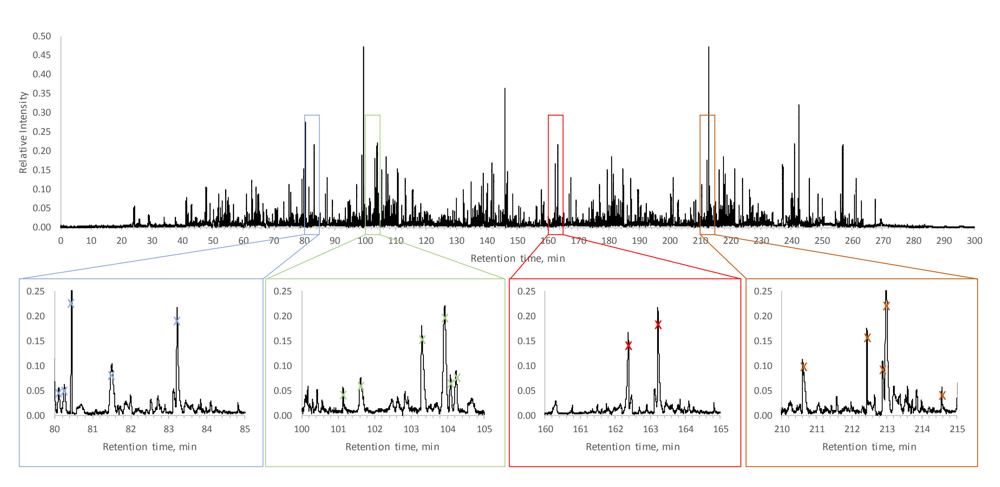 0.50
0.45
0.40
0.35
0.30
0.25
0.20
0.15
0.10
0.05
0.00
Relative Intensity
0 10 20 30 40 50 60 70 80 90 100 110 120 130 140 150 160 170 180 190 200 210 220 230 240 250 260 270 280 290 300
Retention time, min
0.25
0.20
0.15
0.10
0.05
0.00
X X X X X
80 81 82 83 84 85
Retention time, min
0.25
0.20
0.15
0.10
0.05
0.00
X X X X X X
100 101 102 103 104 105
Retention time, min
0.25
0.20
0.15
0.10
0.05
0.00
X X
160 161 162 163 164 165
Retention time, min
0.25
0.20
0.15
0.10
0.05
0.00
X X X X X
210 211 212 213 214 215
Retention time, min